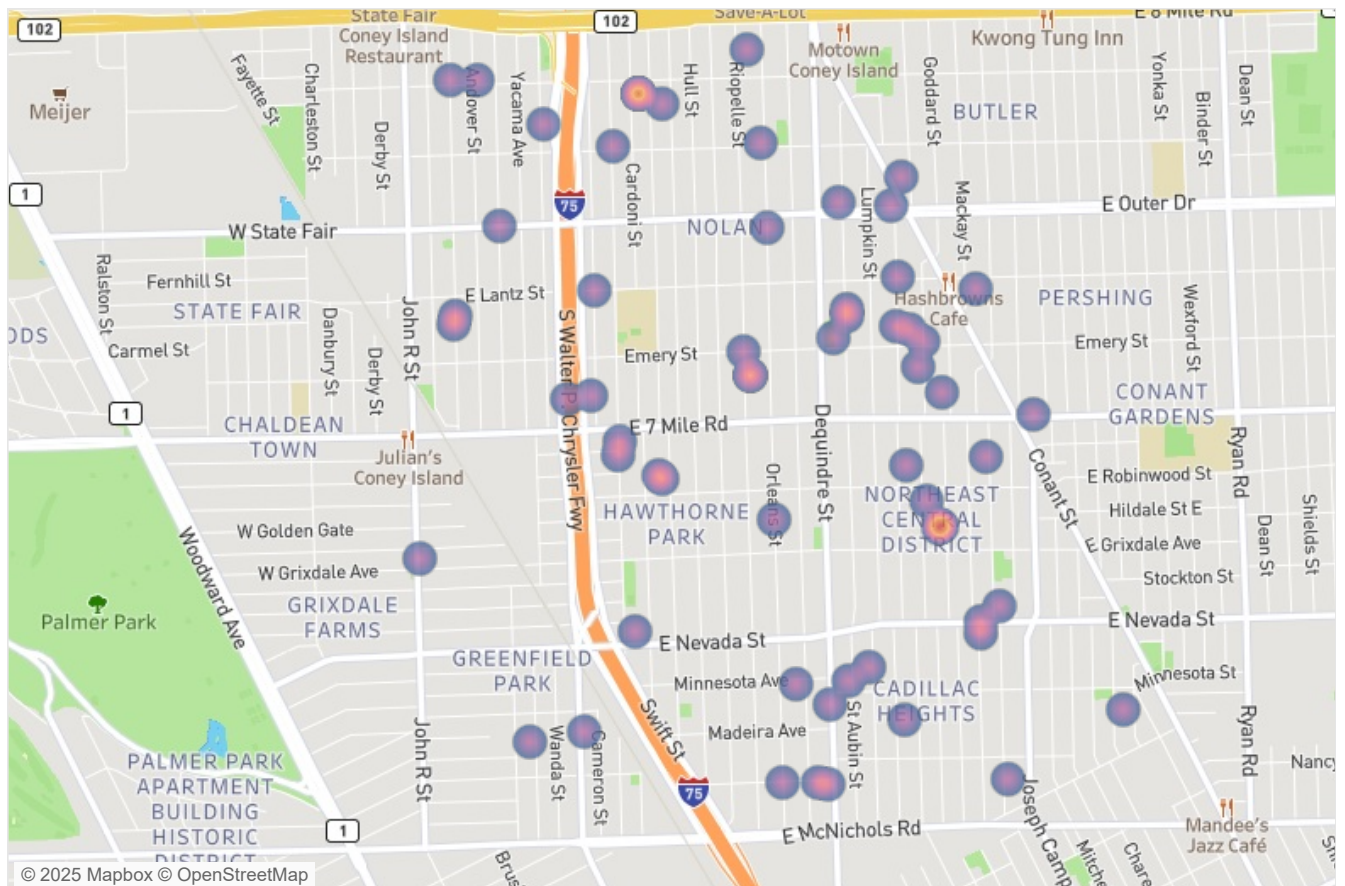 102
State Fair
Coney Island
Restaurant
102
Save-A-Lot
E 8 Mile Rd
Motown
Coney Island
Kwong Tung Inn
Meijer
Fayette St
Charleston St
Derby St
Andover St
Yacama Ave
Hull St
Riopelle St
Goddard St
BUTLER
Yonka St
Binder St
Dean St
1
75
Cardoni St
W State Fair
NOLAN
Lumpkin St
Mackay St
E Outer Dr
Ralston St
Fernhill St
STATE FAIR
E Lantz St
Hashbrowns
Cafe
PERSHING
ODS
Carmel St
Danbury St
Derby St
John R St
S Walter P. Chrysler Fwy
Emery St
Emery St
Wexford St
1
CHALDEAN
TOWN
E 7 Mile Rd
CONANT
GARDENS
Julian's
Coney Island
Dequindre St
Conant St
Ryan Rd
E Robinwood St
Orleans St
NORTHEAST
CENTRAL
DISTRICT
HAWTHORNE
PARK
Hildale St E
E Grixdale Ave
Dean St
Shields St
Stockton St
W Golden Gate
W Grixdale Ave
Woodward Ave
Palmer Park
GRIXDALE
FARMS
E Nevada St
E Nevada St
GREENFIELD
PARK
Minnesota Ave
Minnesota St
CADILLAC
HEIGHTS
Swift St
Madeira Ave
St Aubin St
John R St
Wanda St
Cameron St
Ryan Rd
Nancy
PALMER PARK
APARTMENT
BUILDING
HISTORIC
DISTRICT
75
1
E McNichols Rd
Joseph Camp
Mandee's
Jazz Café
Brus
Mitche
Chare
© 2025 Mapbox © OpenStreetMap